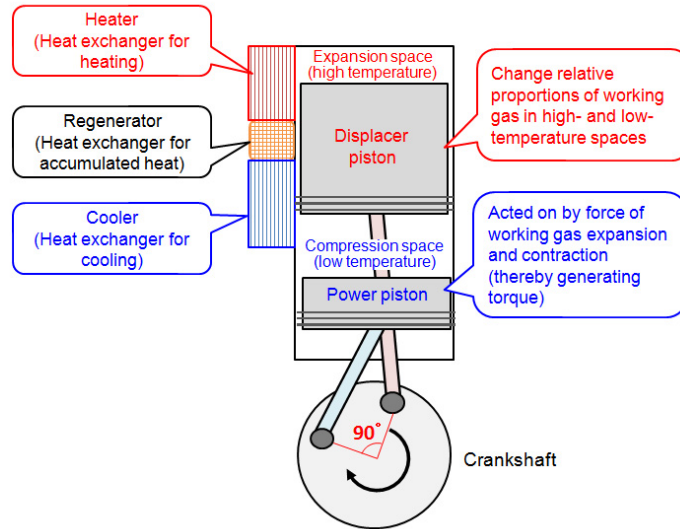 Heater
(Heat exchanger for
heating)
Expansion space
(high temperature)
Change relative
proportions of working
gas in high- and low-
temperature spaces
Regenerator
(Heat exchanger for
accumulated heat)
Displacer
piston
Cooler
(Heat exchanger for
cooling)
Compression space
(low temperature)
Acted on by force of
working gas expansion
and contraction
(thereby generating
torque)
Power piston
90°
Crankshaft